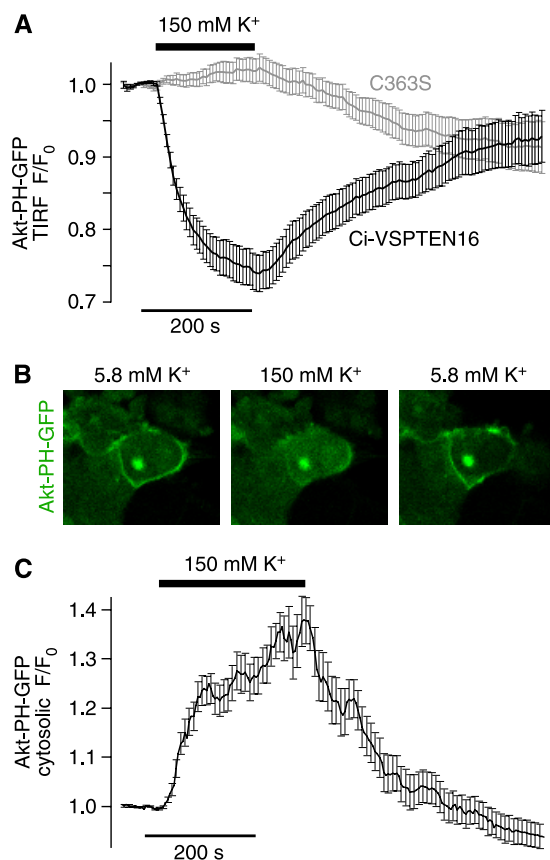 A
150 mM K⁺
C363S
Akt-PH-GFP
TIRF F/F₀
1.0
0.9
0.8
0.7
Ci-VSPTEN16
200 s
B
5.8 mM K⁺ 150 mM K⁺ 5.8 mM K⁺
Akt-PH-GFP
C
150 mM K⁺
Akt-PH-GFP
cytosolic F/F₀
1.4
1.3
1.2
1.1
1.0
200 s